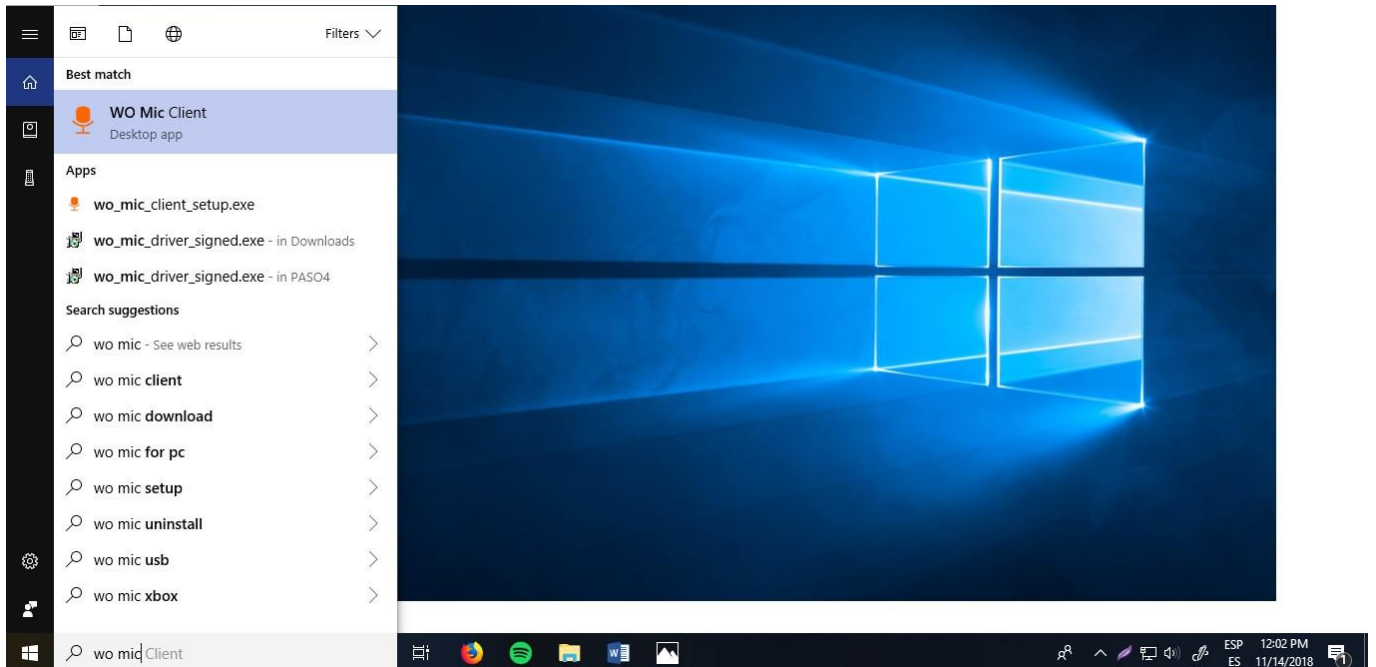 Filters
Best match
WO Mic Client
Desktop app
Apps
wo_mic_client_setup.exe
wo_mic_driver_signed.exe - in Downloads
wo_mic_driver_signed.exe - in PASO4
Search suggestions
wo mic - See web results
wo mic client
wo mic download
wo mic for pc
wo mic setup
wo mic uninstall
wo mic usb
wo mic xbox
wo mic Client
ESP 12:02 PM
ES 11/14/2018
1